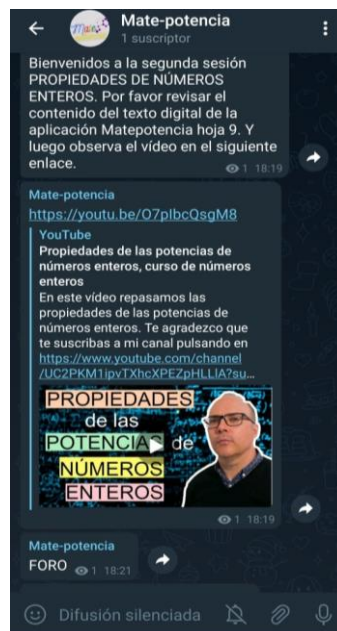 Mate-potencia
1 suscriptor
Bienvenidos a la segunda sesión
PROPIEDADES DE NÚMEROS
ENTEROS. Por favor revisar el
contenido del texto digital de la
aplicación Matepotencia hoja 9. Y
luego observa el vídeo en el siguiente
enlace.
1 18:19
Mate-potencia
https://youtu.be/O7pIbcQsgM8
YouTube
Propiedades de las potencias de
números enteros, curso de números
enteros
En este vídeo repasamos las
propiedades de las potencias de
números enteros. Te agradezco que
te suscribas a mi canal pulsando en
https://www.youtube.com/channel
/UC2PKM1ipvTXhcXPEZpHLLIA?su...
PROPIEDADES
de las
POTENCIAS de
NÚMEROS
ENTEROS
1 18:19
Mate-potencia
FORO 1 18:21
Difusión silenciada